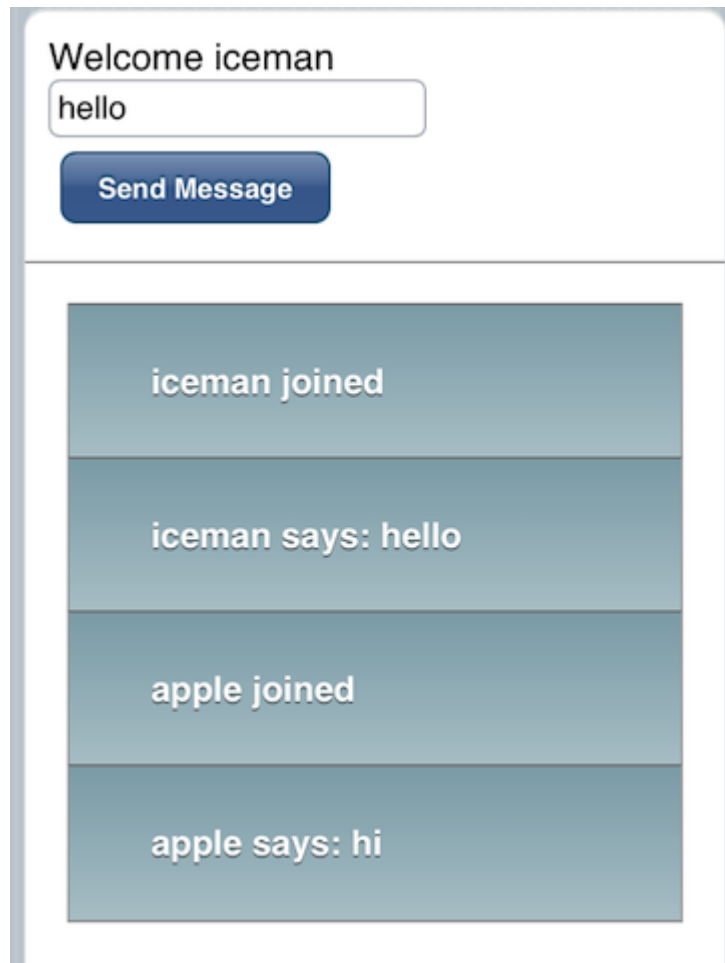 Welcome iceman
hello
Send Message
iceman joined
iceman says: hello
apple joined
apple says: hi